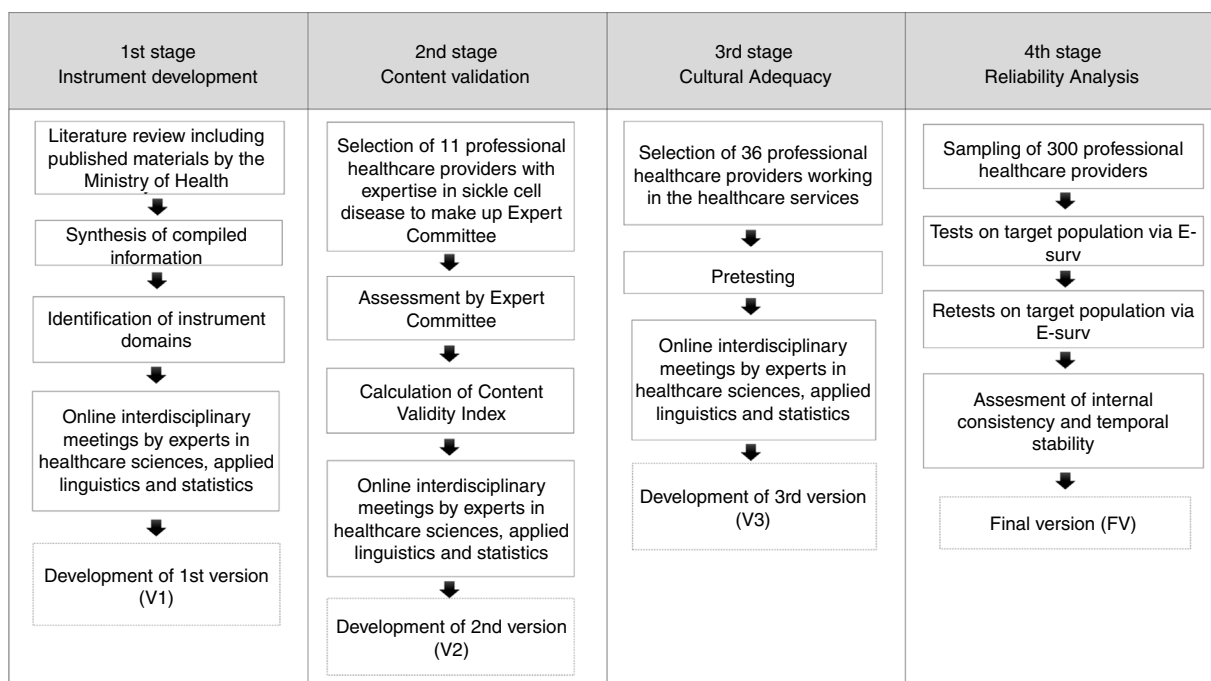 1st stage
Instrument development
2nd stage
Content validation
3rd stage
Cultural Adequacy
4th stage
Reliability Analysis
Literature review including
published materials by the
Ministry of Health
Synthesis of compiled
information
Identification of instrument
domains
Online interdisciplinary
meetings by experts in
healthcare sciences, applied
linguistics and statistics
Development of 1st version
(V1)
Selection of 11 professional
healthcare providers with
expertise in sickle cell
disease to make up Expert
Committee
Assessment by Expert
Committee
Calculation of Content
Validity Index
Online interdisciplinary
meetings by experts in
healthcare sciences, applied
linguistics and statistics
Development of 2nd version
(V2)
Selection of 36 professional
healthcare providers working
in the healthcare services
Pretesting
Online interdisciplinary
meetings by experts in
healthcare sciences, applied
linguistics and statistics
Development of 3rd version
(V3)
Sampling of 300 professional
healthcare providers
Tests on target population via E-
surv
Retests on target population via
E-surv
Assesment of internal
consistency and temporal
stability
Final version (FV)